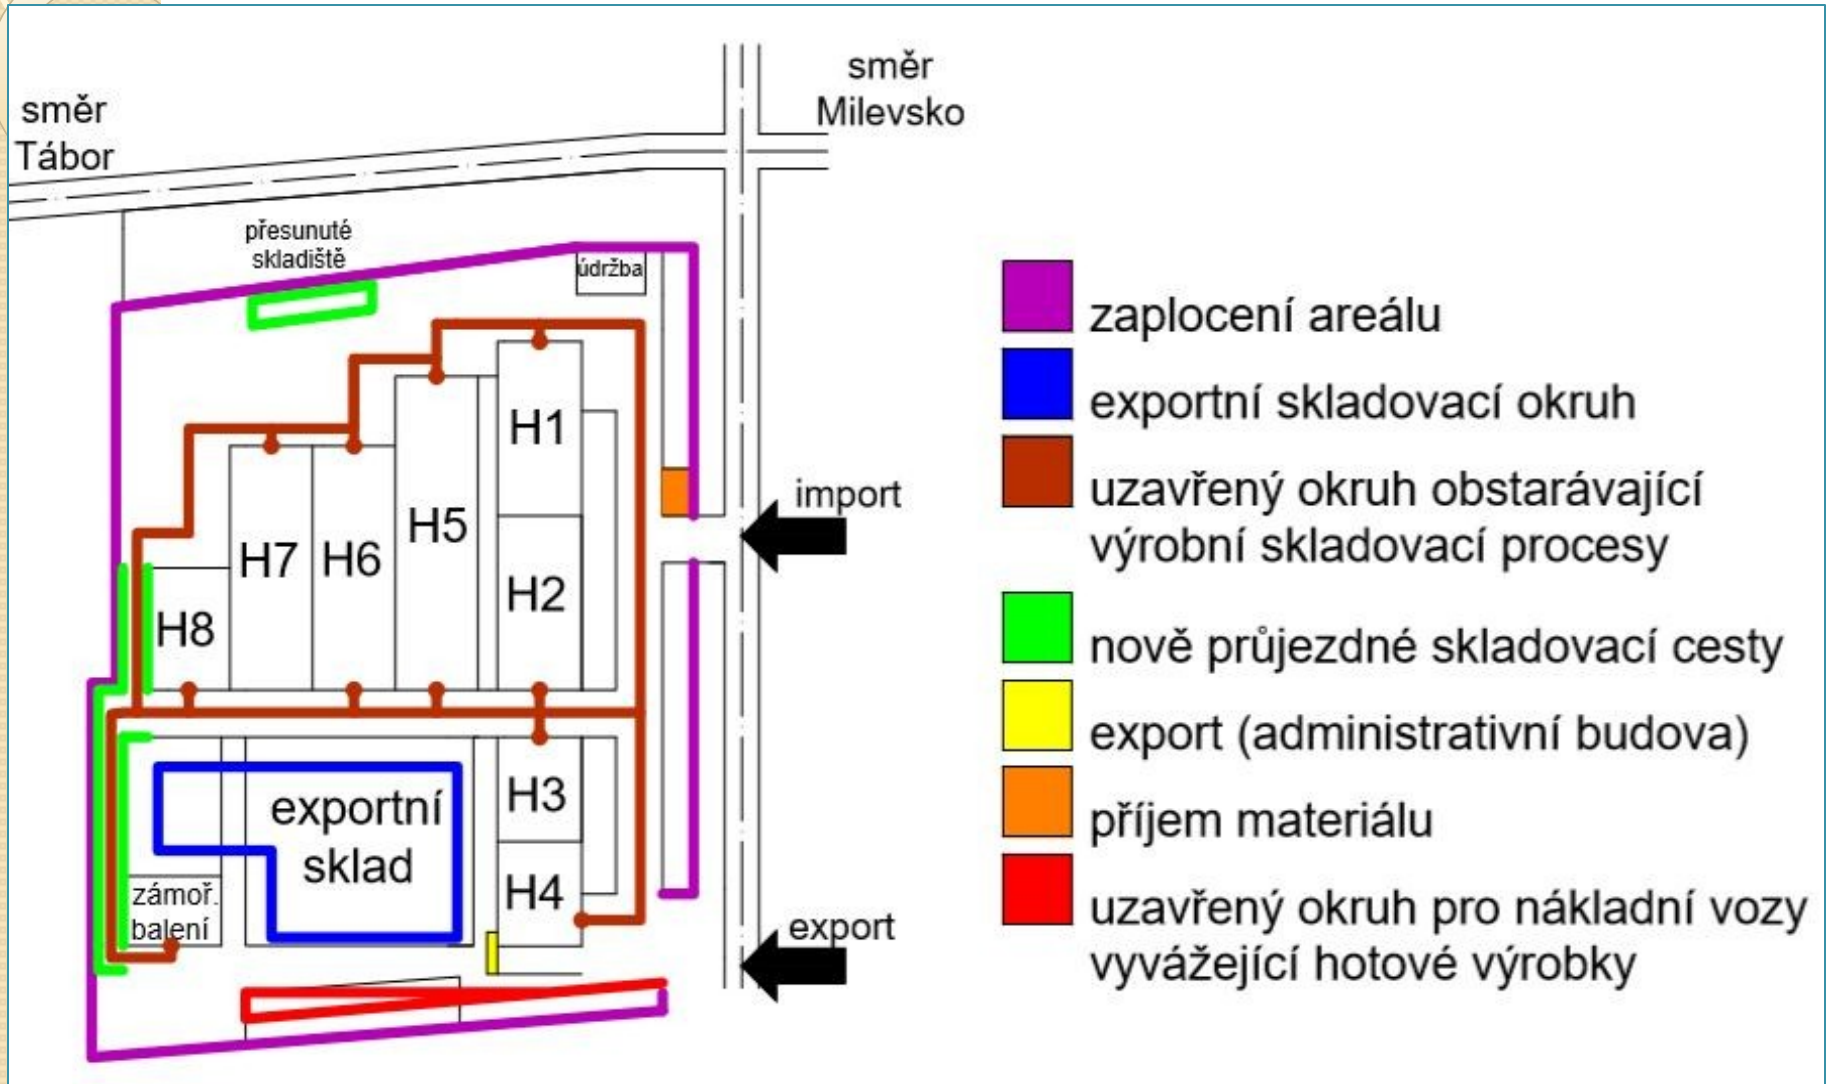 směr
Tábor
směr
Milevsko
přesunuté
skladiště
údržba
H1
H2
H3
H4
H5
H6
H7
H8
exportní
sklad
zámoř.
balení
import
export
zaplocení areálu
exportní skladovací okruh
uzavřený okruh obstarávající
výrobní skladovací procesy
nově průjezdné skladovací cesty
export (administrativní budova)
příjem materiálu
uzavřený okruh pro nákladní vozy
vyvážející hotové výrobky